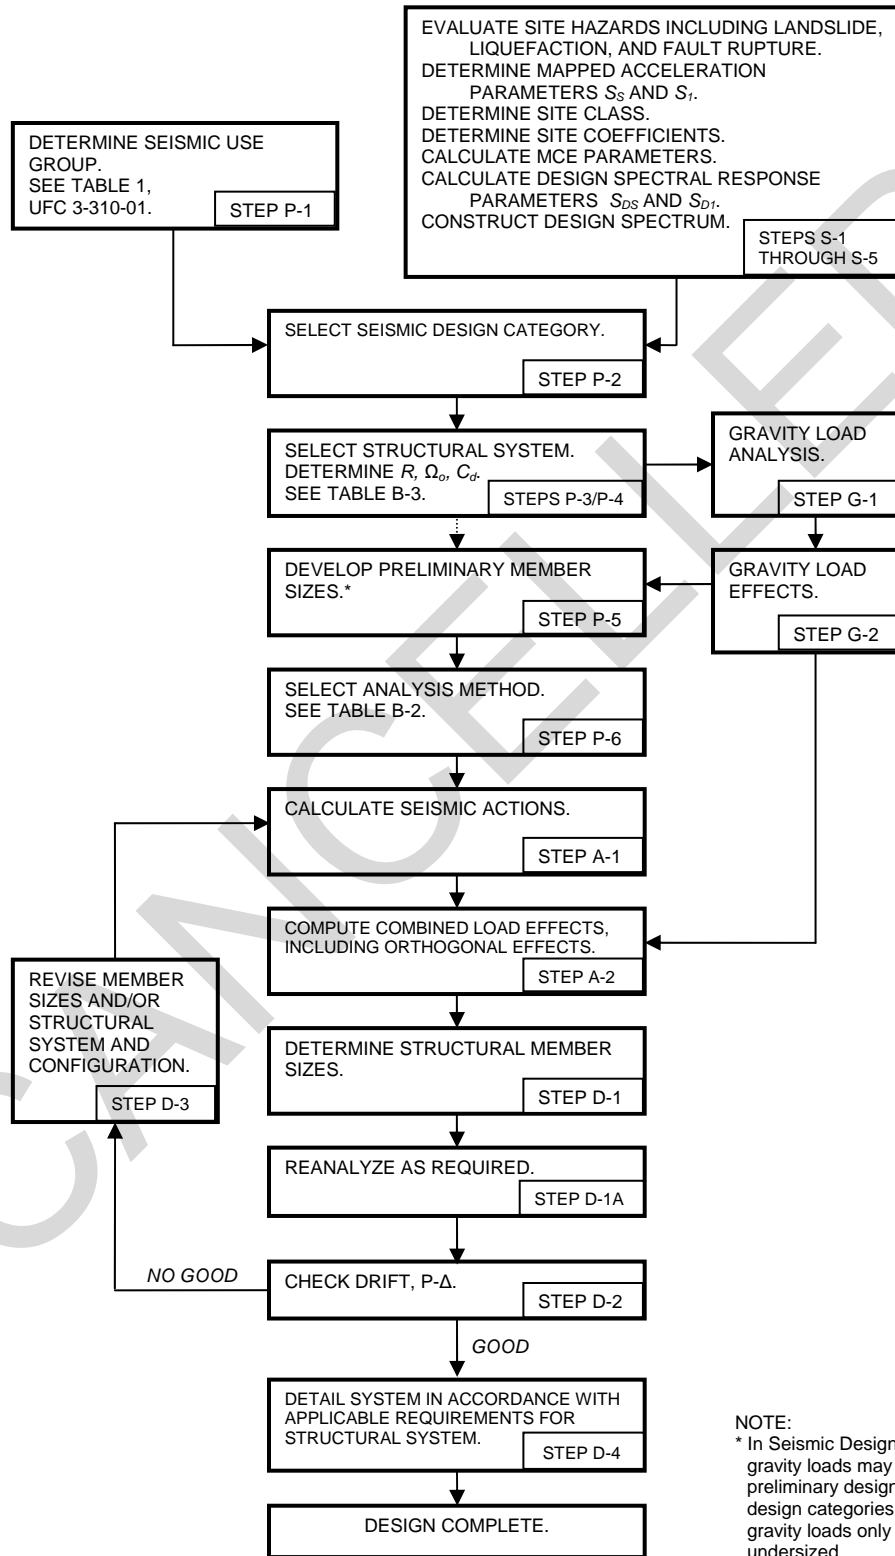 EVALUATE SITE HAZARDS INCLUDING LANDSLIDE,
LIQUEFACTION, AND FAULT RUPTURE.
DETERMINE MAPPED ACCELERATION
PARAMETERS S_S AND S_1.
DETERMINE SITE CLASS.
DETERMINE SITE COEFFICIENTS.
CALCULATE MCE PARAMETERS.
CALCULATE DESIGN SPECTRAL RESPONSE
PARAMETERS S_DS AND S_D1.
CONSTRUCT DESIGN SPECTRUM.
STEPS S-1
THROUGH S-5
DETERMINE SEISMIC USE
GROUP.
SEE TABLE 1,
UFC 3-310-01.
STEP P-1
SELECT SEISMIC DESIGN CATEGORY.
STEP P-2
SELECT STRUCTURAL SYSTEM.
DETERMINE R, Ω_o, C_d.
SEE TABLE B-3.
STEPS P-3/P-4
GRAVITY LOAD
ANALYSIS.
STEP G-1
DEVELOP PRELIMINARY MEMBER
SIZES.*
STEP P-5
GRAVITY LOAD
EFFECTS.
STEP G-2
SELECT ANALYSIS METHOD.
SEE TABLE B-2.
STEP P-6
CALCULATE SEISMIC ACTIONS.
STEP A-1
COMPUTE COMBINED LOAD EFFECTS,
INCLUDING ORTHOGONAL EFFECTS.
STEP A-2
REVISE MEMBER
SIZES AND/OR
STRUCTURAL
SYSTEM AND
CONFIGURATION.
STEP D-3
DETERMINE STRUCTURAL MEMBER
SIZES.
STEP D-1
REANALYZE AS REQUIRED.
STEP D-1A
NO GOOD
CHECK DRIFT, P-Δ.
STEP D-2
GOOD
DETAIL SYSTEM IN ACCORDANCE WITH
APPLICABLE REQUIREMENTS FOR
STRUCTURAL SYSTEM.
STEP D-4
DESIGN COMPLETE.
NOTE:
* In Seismic Design
gravity loads may
preliminary design
design categories
gravity loads only
undersized
CANCELLED